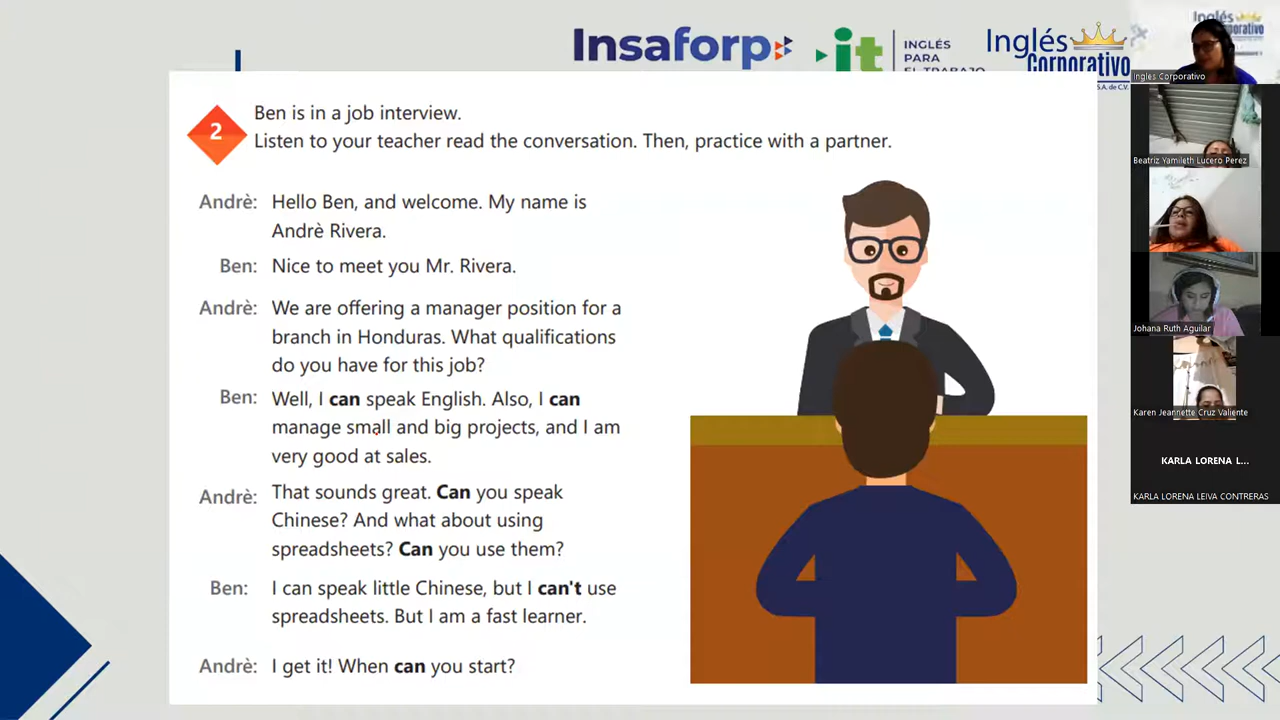 Insaforp
it
INGLÉS
PARA
EL TRABAJO
Inglés
Corporativo
S.A. de C.V.
2
Ben is in a job interview.
Listen to your teacher read the conversation. Then, practice with a partner.
Andrè: Hello Ben, and welcome. My name is
Andrè Rivera.
Ben: Nice to meet you Mr. Rivera.
Andrè: We are offering a manager position for a
branch in Honduras. What qualifications
do you have for this job?
Ben: Well, I can speak English. Also, I can
manage small and big projects, and I am
very good at sales.
Andrè: That sounds great. Can you speak
Chinese? And what about using
spreadsheets? Can you use them?
Ben: I can speak little Chinese, but I can't use
spreadsheets. But I am a fast learner.
Andrè: I get it! When can you start?
Inglés
Corporativo
Ingles Corporativo
Beatriz Yamileth Lucero Perez
Johana Ruth Aguilar
Karen Jeannette Cruz Valiente
KARLA LORENA L...
KARLA LORENA LEIVA CONTRERAS